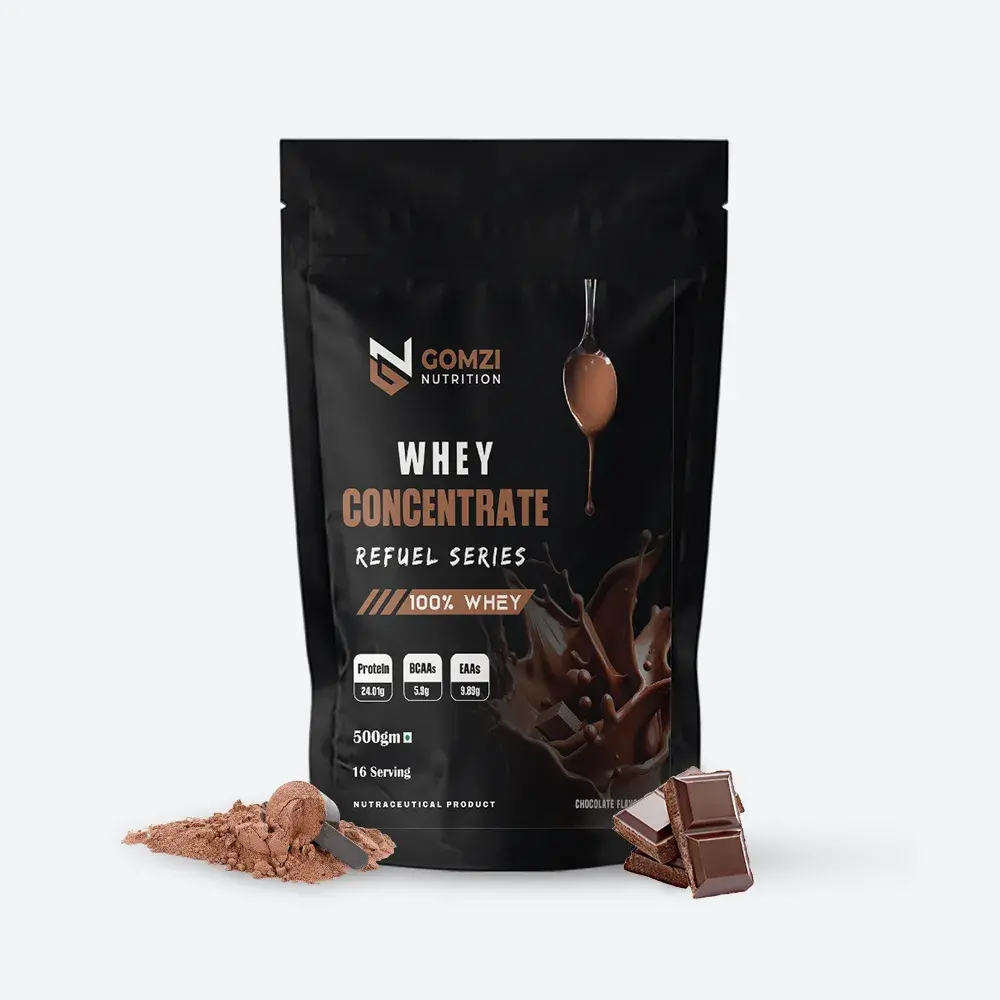 GOMZI
NUTRITION
WHEY
CONCENTRATE
REFUEL SERIES
100% WHEY
Protein
24.01g
BCAAs
5.9g
EAAs
9.89g
500gm
16 Serving
NUTRACEUTICAL PRODUCT
CHOCOLATE